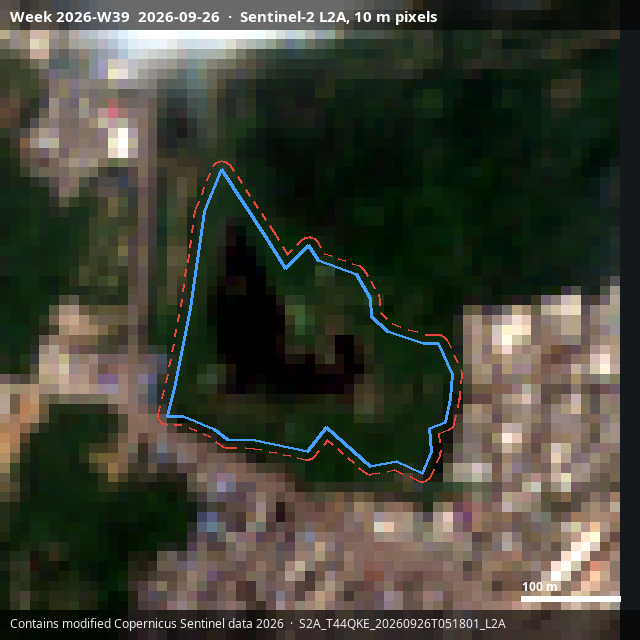 Week 2026-W39  2026-09-26  ·  Sentinel-2 L2A, 10 m pixels
100 m
Contains modified Copernicus Sentinel data 2026  ·  S2A_T44QKE_20260926T051801_L2A